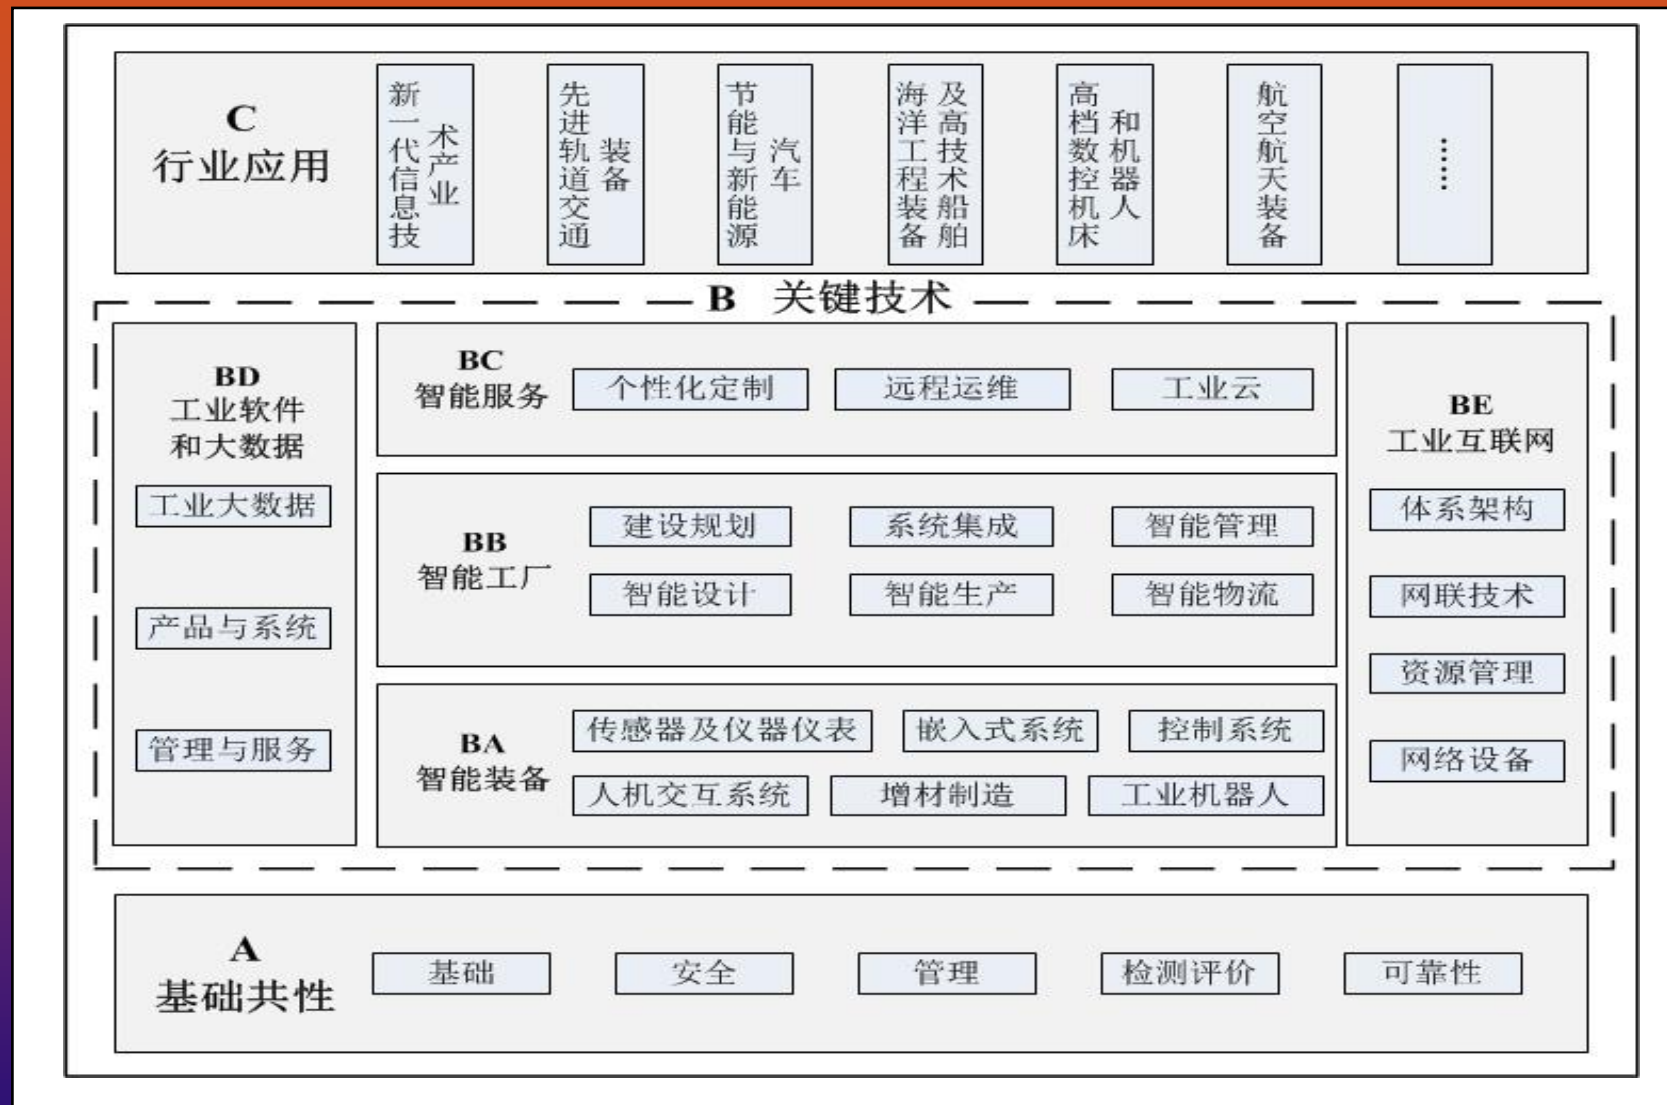 C
行业应用
新一代信息技
术产业
先进轨道交通
装备
节能与新能源
汽车
海洋工程装备
及高技术船舶
高档数控机床
和机器人
航空航天装备
……
B 关键技术
BD
工业软件
和大数据
工业大数据
产品与系统
管理与服务
BC
智能服务
个性化定制
远程运维
工业云
BB
智能工厂
建设规划
系统集成
智能管理
智能设计
智能生产
智能物流
BA
智能装备
传感器及仪器仪表
嵌入式系统
控制系统
人机交互系统
增材制造
工业机器人
BE
工业互联网
体系架构
网联技术
资源管理
网络设备
A
基础共性
基础
安全
管理
检测评价
可靠性